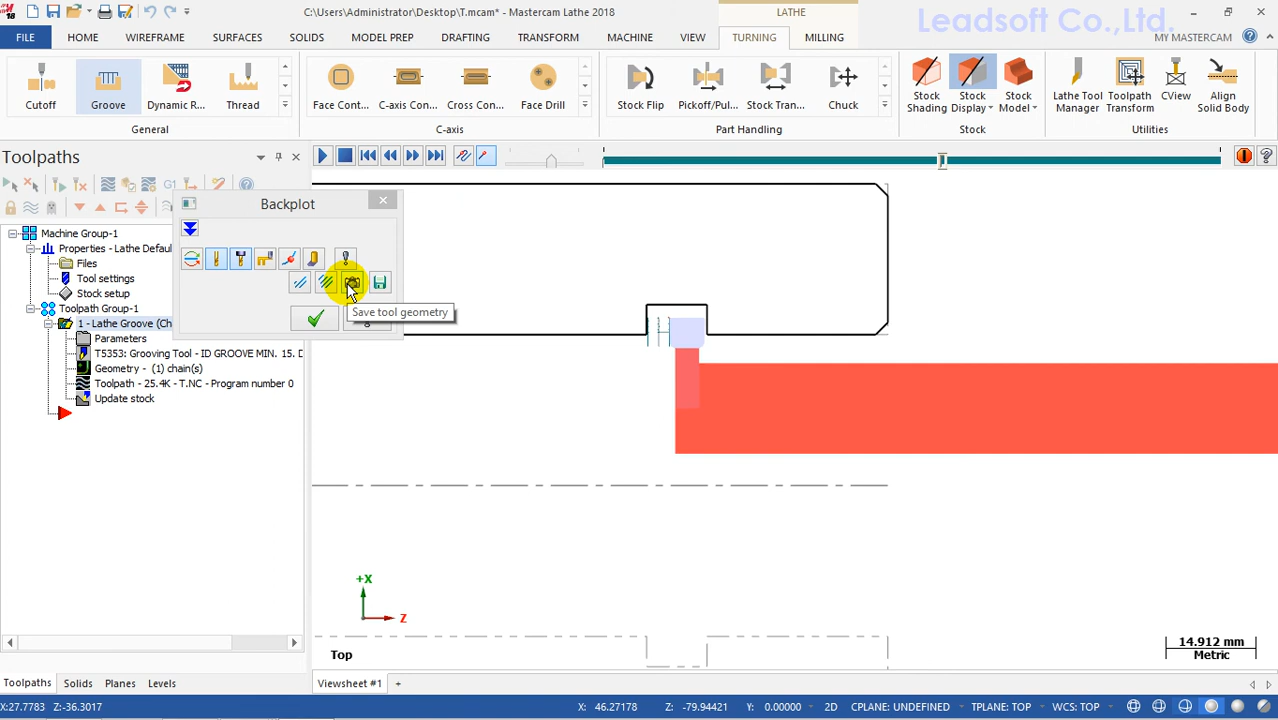 C:\Users\Administrator\Desktop\T.mcam* - Mastercam Lathe 2018
LATHE
Leadsoft Co.,Ltd.
18
FILE
HOME
WIREFRAME
SURFACES
SOLIDS
MODEL PREP
DRAFTING
TRANSFORM
MACHINE
VIEW
TURNING
MILLING
MY MASTERCAM
Cutoff
Groove
Dynamic R...
Thread
General
Face Cont...
C-axis Con...
Cross Con...
Face Drill
C-axis
Stock Flip
Pickoff/Pul...
Stock Tran...
Chuck
Part Handling
Stock Shading
Stock Display
Stock Model
Stock
Lathe Tool Manager
Toolpath Transform
CView
Align Solid Body
Utilities
Toolpaths
G1
Backplot
Save tool geometry
Machine Group-1
Properties - Lathe Defaul
Files
Tool settings
Stock setup
Toolpath Group-1
1 - Lathe Groove (Ch
Parameters
T5353: Grooving Tool - ID GROOVE MIN. 15. D
Geometry - (1) chain(s)
Toolpath - 25.4K - T.NC - Program number 0
Update stock
+X
Z
Top
14.912 mm
Metric
Toolpaths
Solids
Planes
Levels
Viewsheet #1
+
X:27.7783 Z:-36.3017
X: 46.27178
Z: -79.94421
Y: 0.00000
2D
CPLANE: UNDEFINED
TPLANE: TOP
WCS: TOP